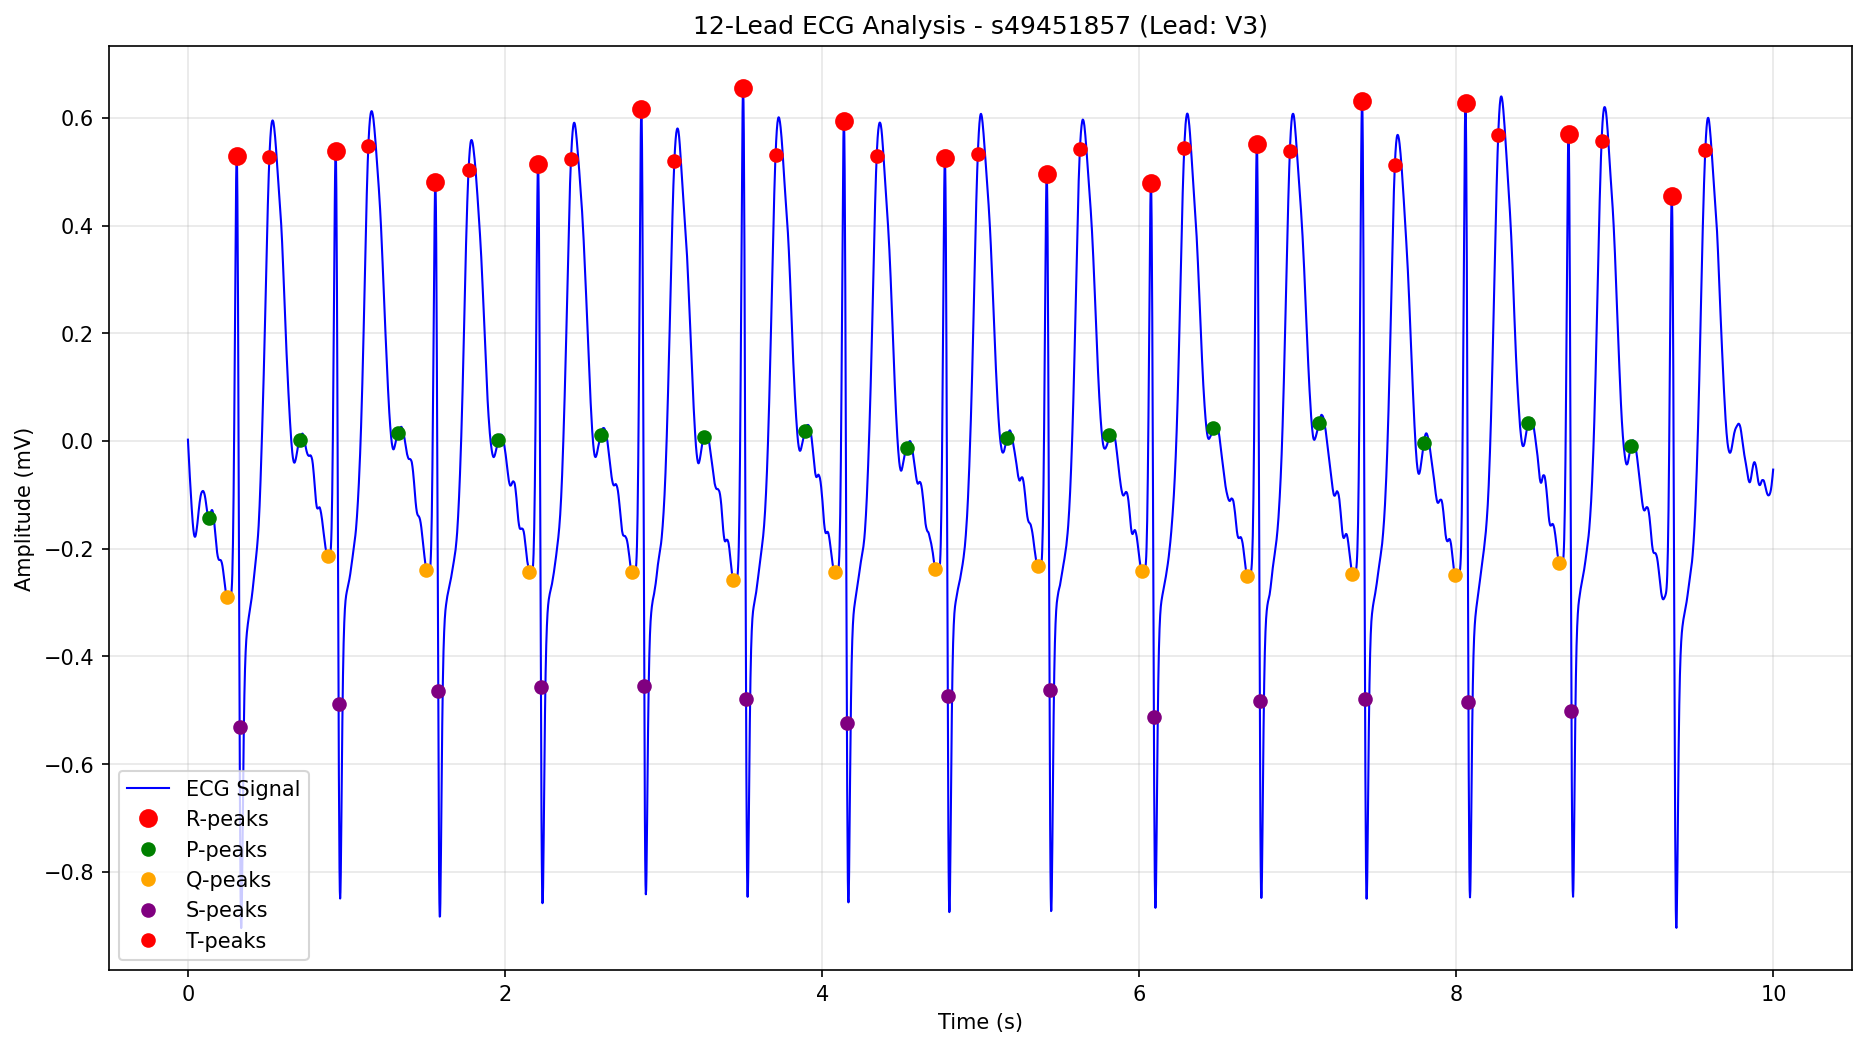 12-Lead ECG Analysis - s49451857 (Lead: V3)
Amplitude (mV)
0.6
0.4
0.2
0.0
−0.2
−0.4
−0.6
−0.8
ECG Signal
R-peaks
P-peaks
Q-peaks
S-peaks
T-peaks
0 2 4 6 8 10
Time (s)